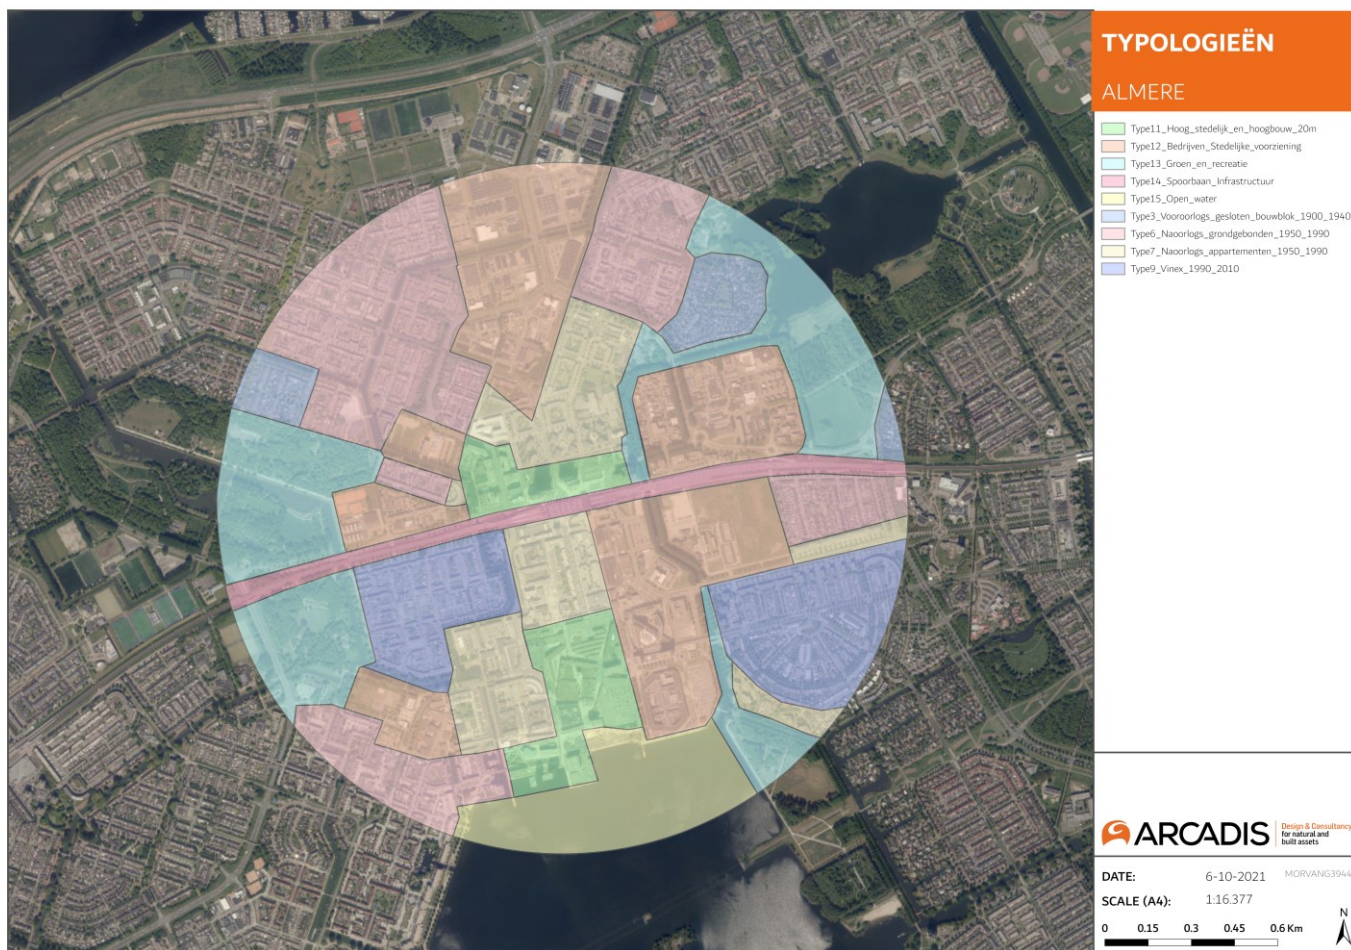 TYPOLOGIEËN
ALMERE
Type11_Hoog_stedelijk_en_hoogbouw_20m
Type12_Bedrijven_Stedelijke_voorziening
Type13_Groen_en_recreatie
Type14_Spoorbaan_Infrastructuur
Type15_Open_water
Type3_Vooroorlogs_gesloten_bouwblok_1900_1940
Type6_Naoorlogs_grondgebonden_1950_1990
Type7_Naoorlogs_appartementen_1950_1990
Type9_Vinex_1990_2010
ARCADIS
Design & Consultancy
for natural and
built assets
DATE: 6-10-2021 MORVANG3944
SCALE (A4): 1:16.377
N
0 0.15 0.3 0.45 0.6 Km